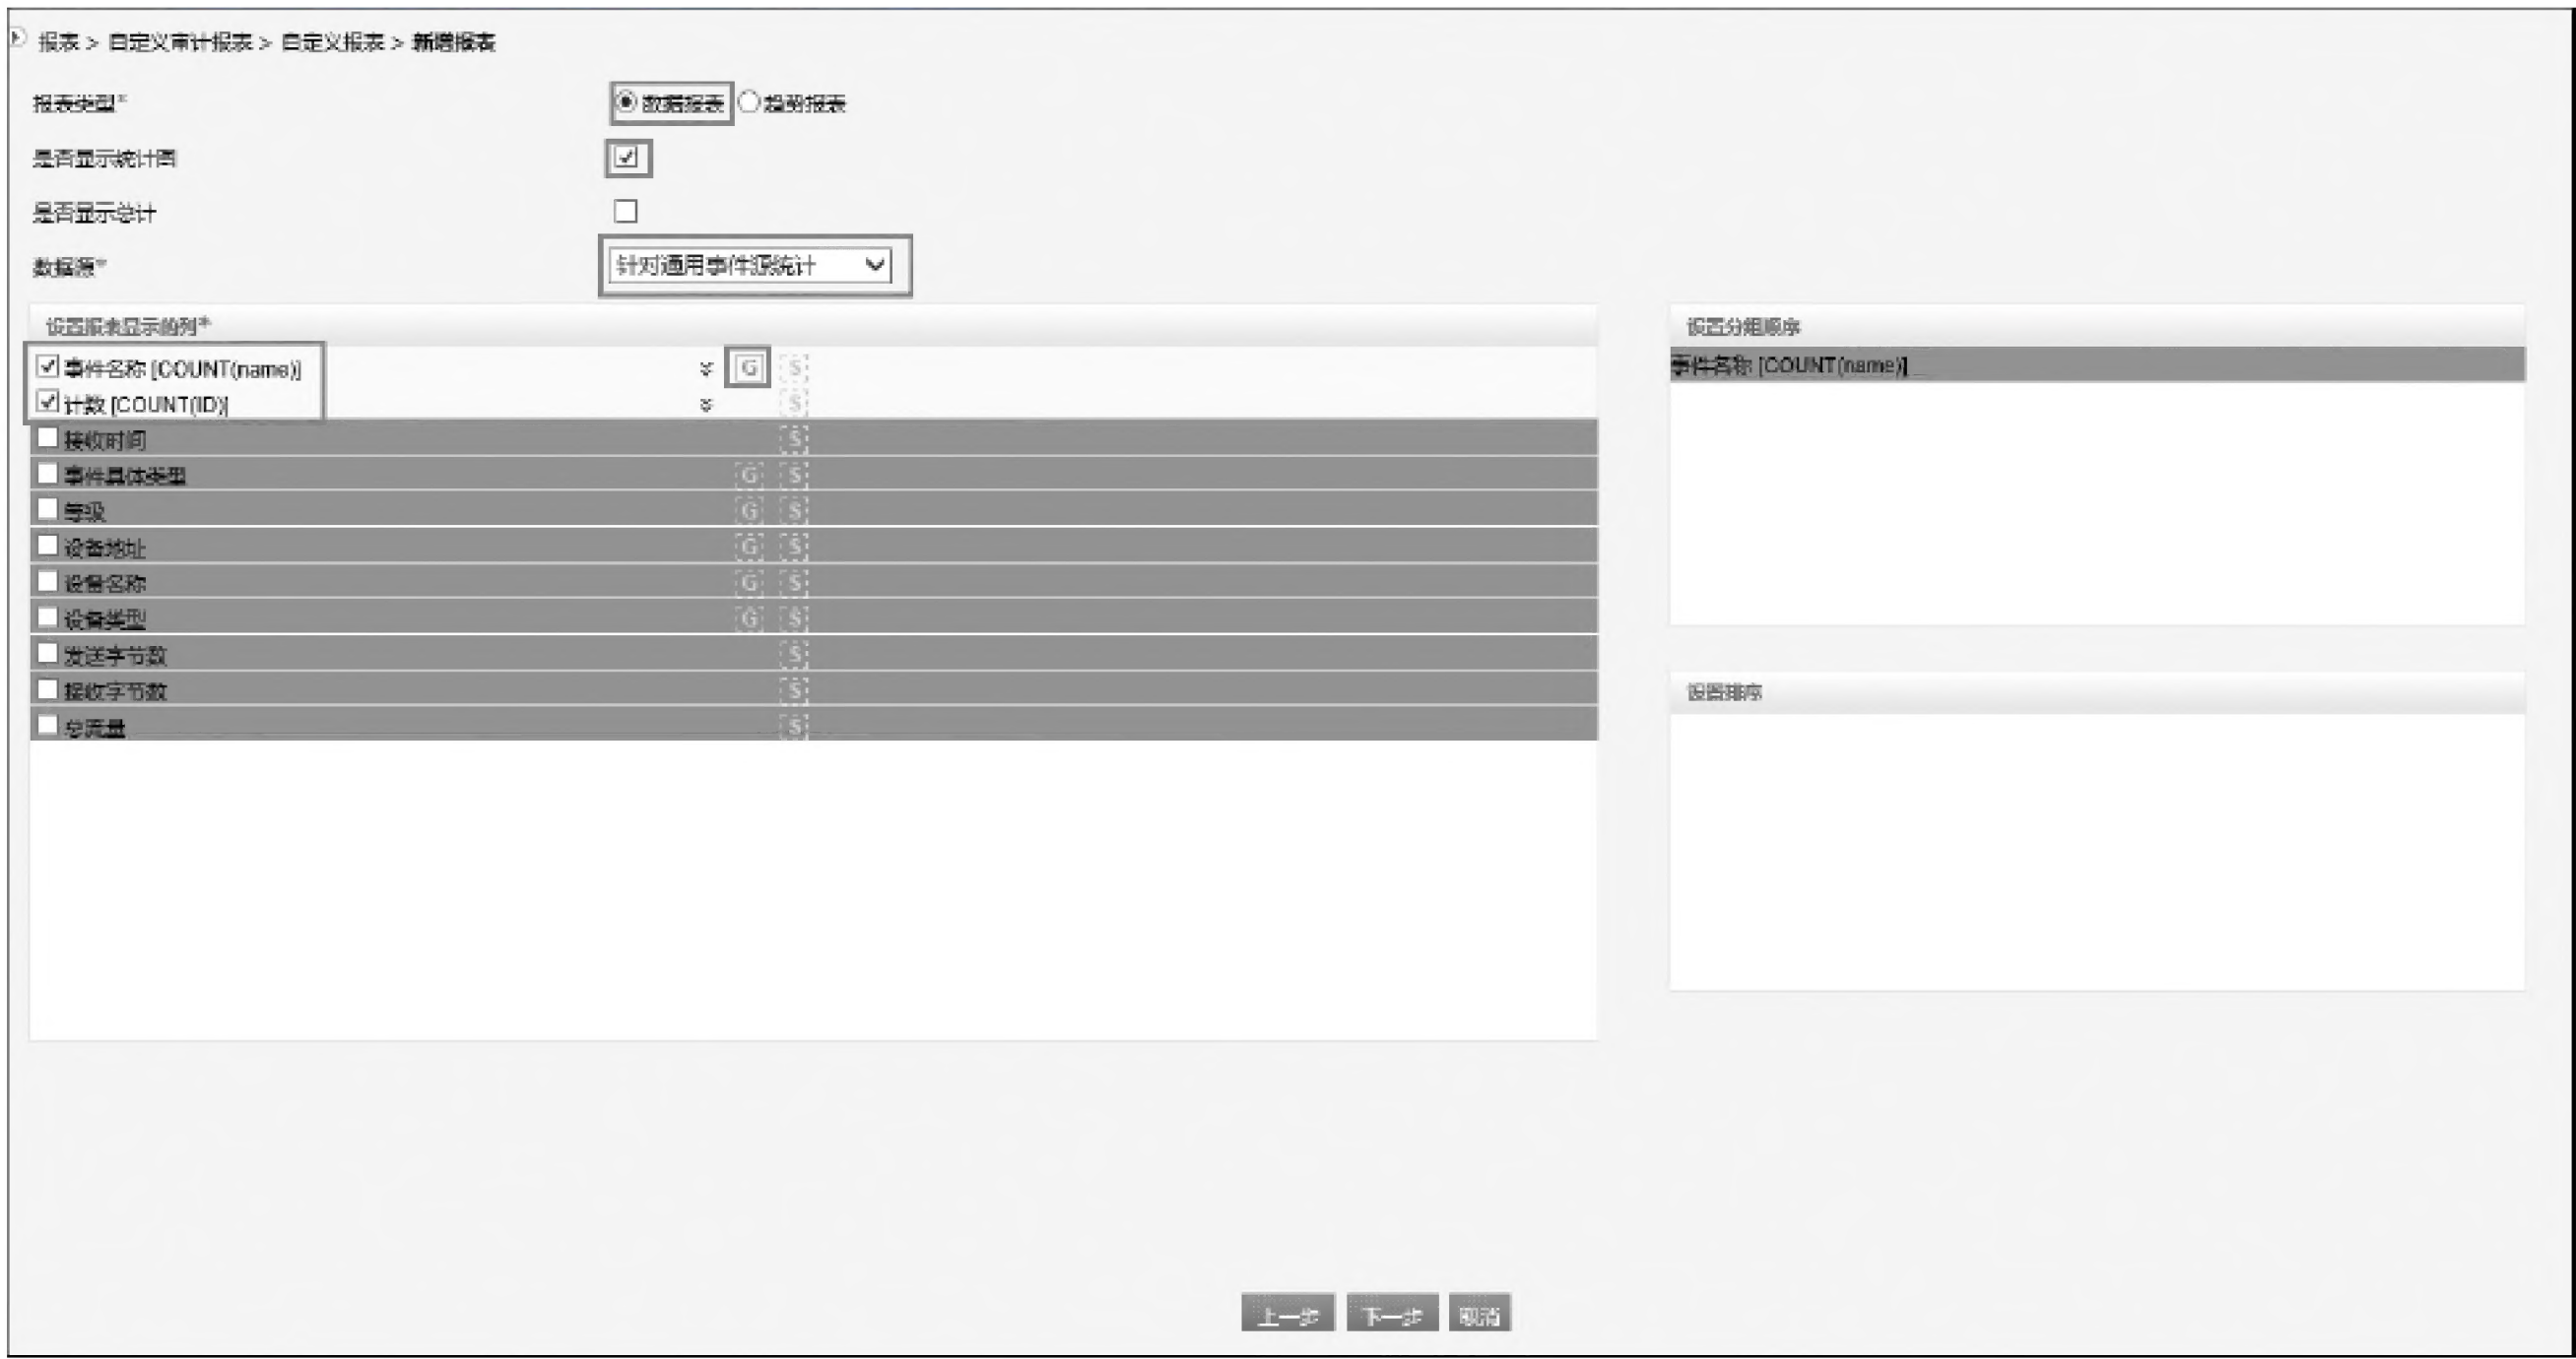 报表 > 自定义审计报表 > 自定义报表 > 新增报表
报表类型* 数据报表 趋势报表
是否显示统计图
是否显示总计
数据源* 针对通用事件源统计
设置报表显示的列*
事件名称 [COUNT(name)] G S
计数 [COUNT(ID)] S
接收时间 S
事件具体类型 G S
等级 G S
设备地址 G S
设备名称 G S
设备类型 G S
发送字节数 S
接收字节数 S
总流量 S
设置分组顺序
事件名称 [COUNT(name)]
设置排序
上一步 下一步 取消